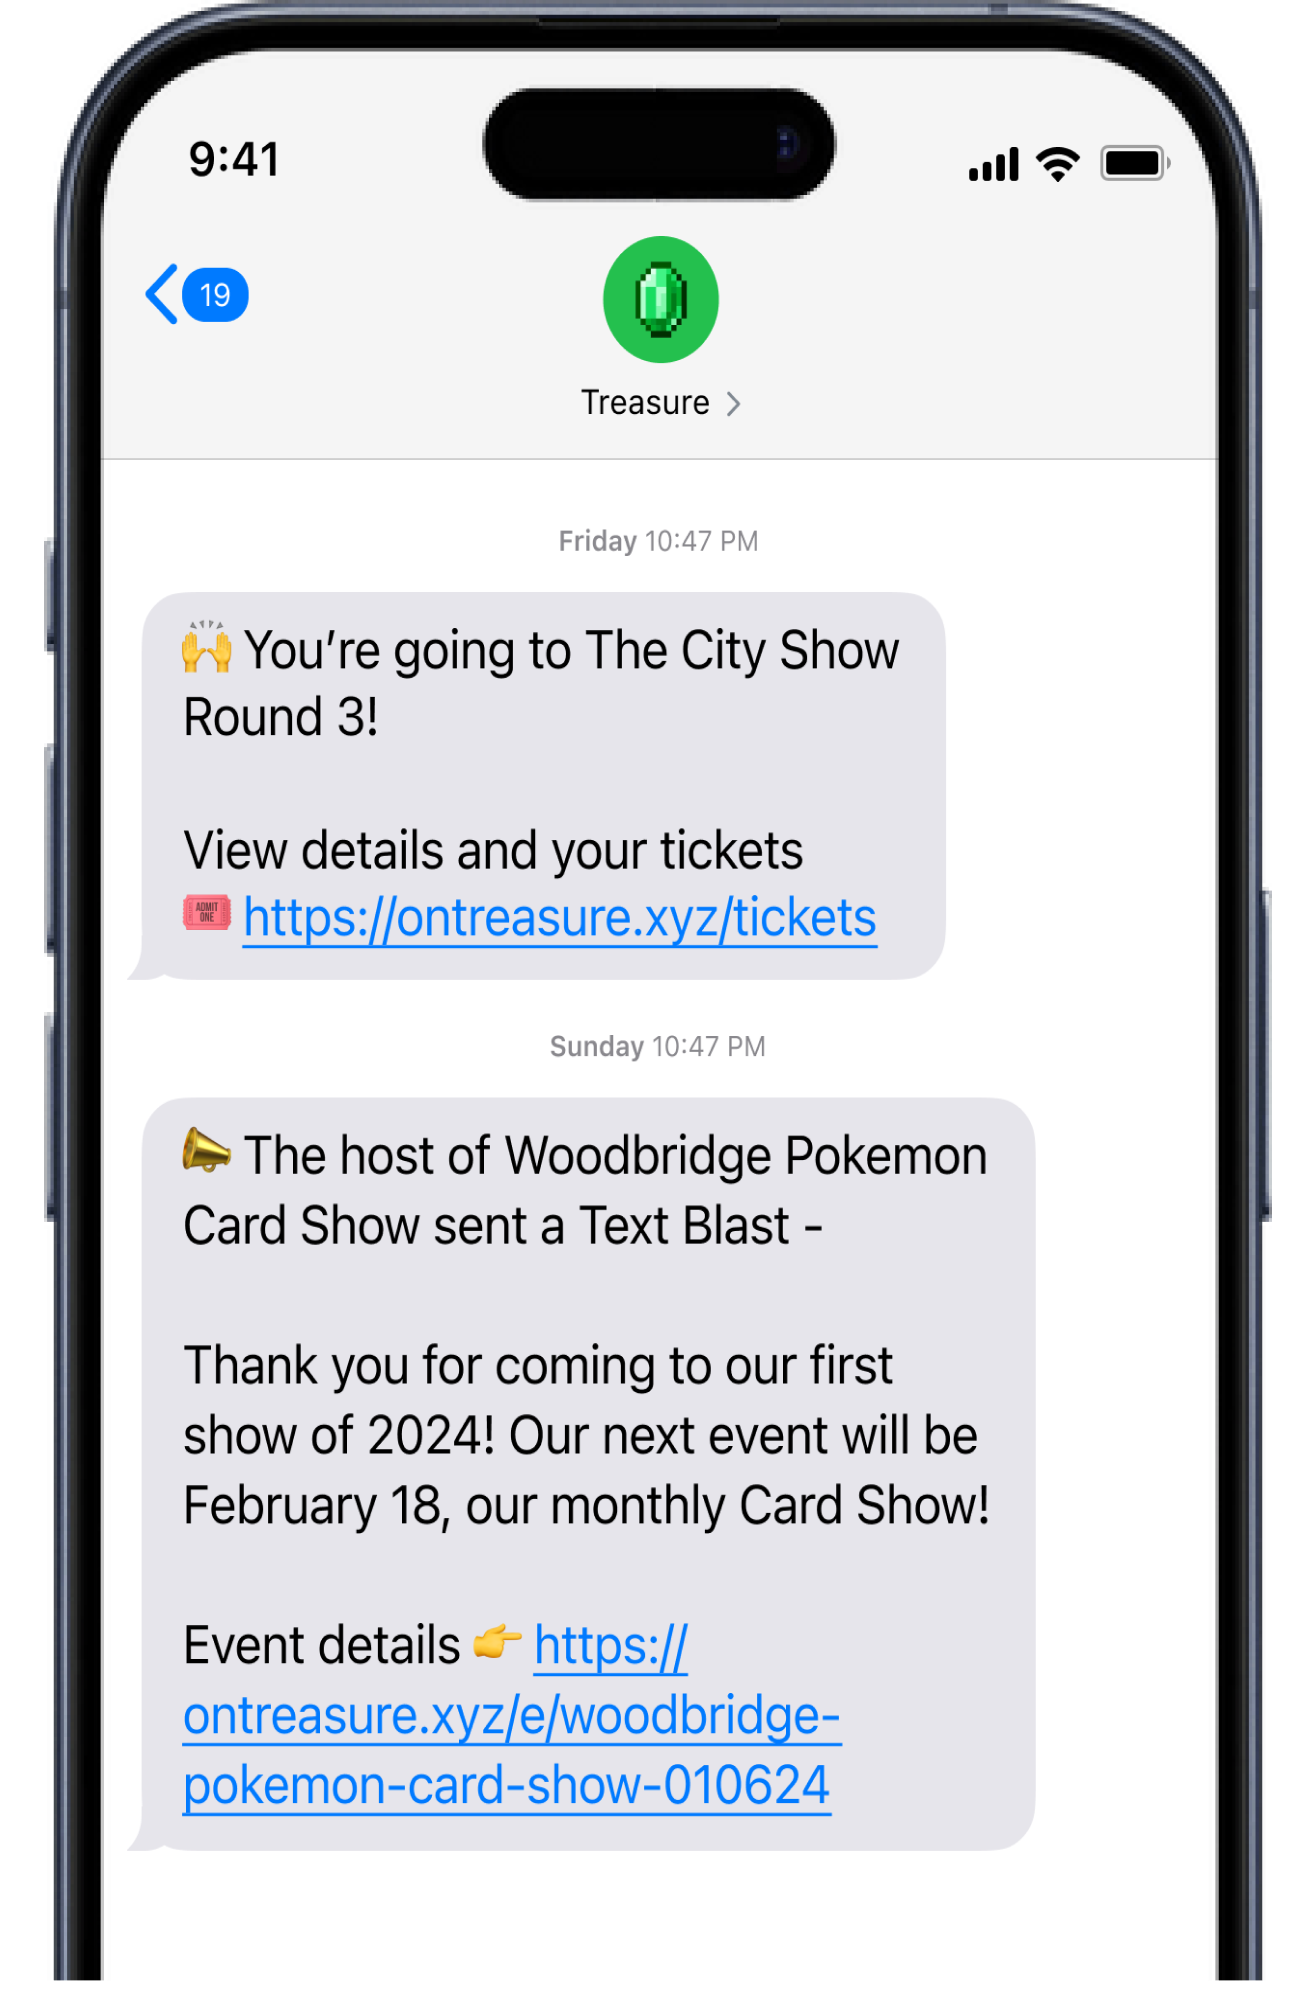 9:41
19
Treasure
Friday 10:47 PM
🙌 You’re going to The City Show
Round 3!
View details and your tickets
ADMIT
ONE
https://ontreasure.xyz/tickets
Sunday 10:47 PM
📣 The host of Woodbridge Pokemon
Card Show sent a Text Blast -
Thank you for coming to our first
show of 2024! Our next event will be
February 18, our monthly Card Show!
Event details 👉 https://
ontreasure.xyz/e/woodbridge-
pokemon-card-show-010624